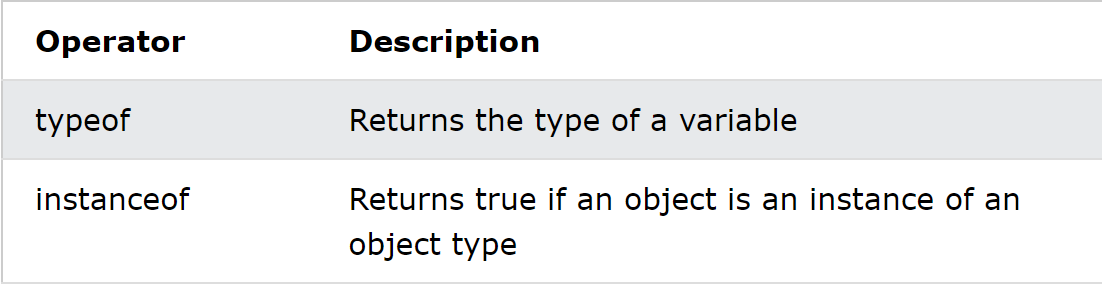 Operator Description
typeof Returns the type of a variable
instanceof Returns true if an object is an instance of an
object type